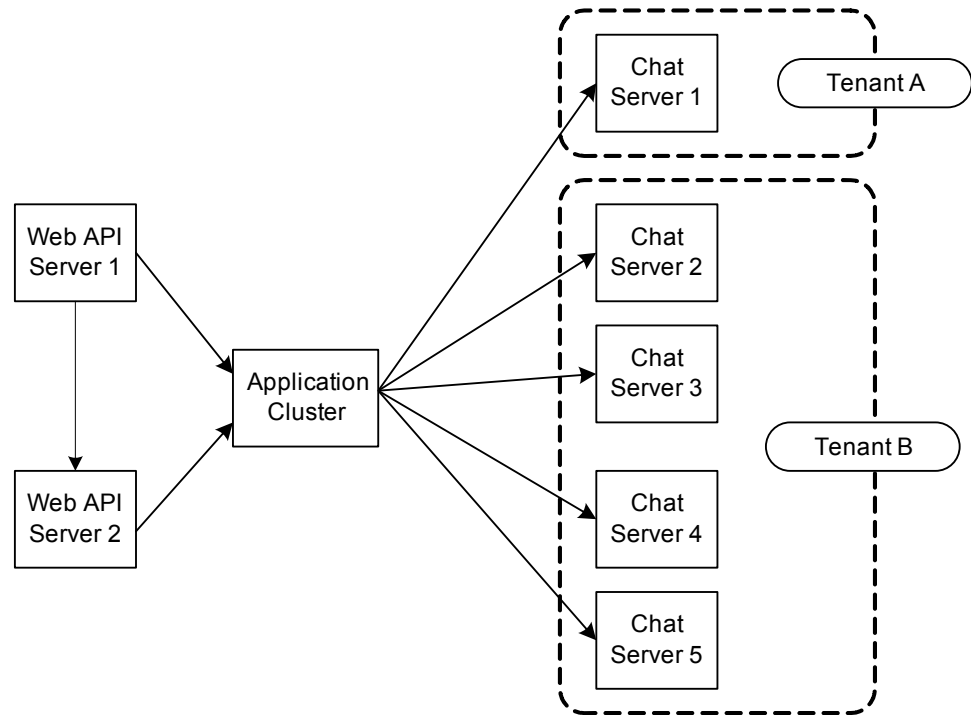 Chat
Server 1
Tenant A
Web API
Server 1
Chat
Server 2
Application
Cluster
Chat
Server 3
Tenant B
Web API
Server 2
Chat
Server 4
Chat
Server 5